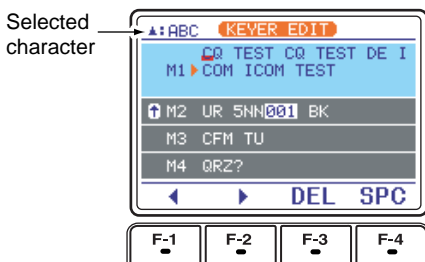 Selected
character
▲:ABC KEYER EDIT
CQ TEST CQ TEST DE I
M1 COM ICOM TEST
M2 UR 5NN001 BK
M3 CFM TU
M4 QRZ?
DEL SPC
F-1 F-2 F-3 F-4